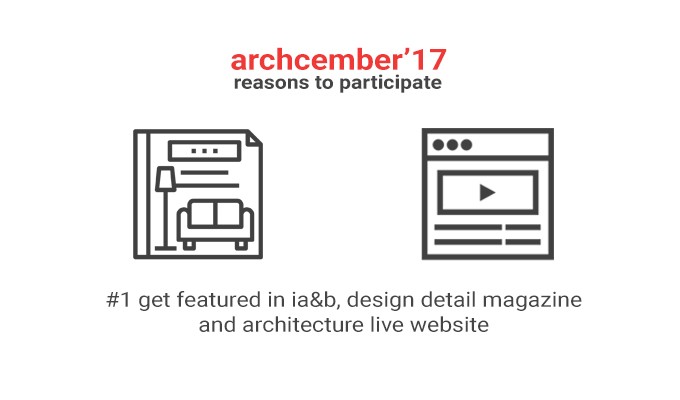 archcember’17
reasons to participate
#1 get featured in ia&b, design detail magazine
and architecture live website